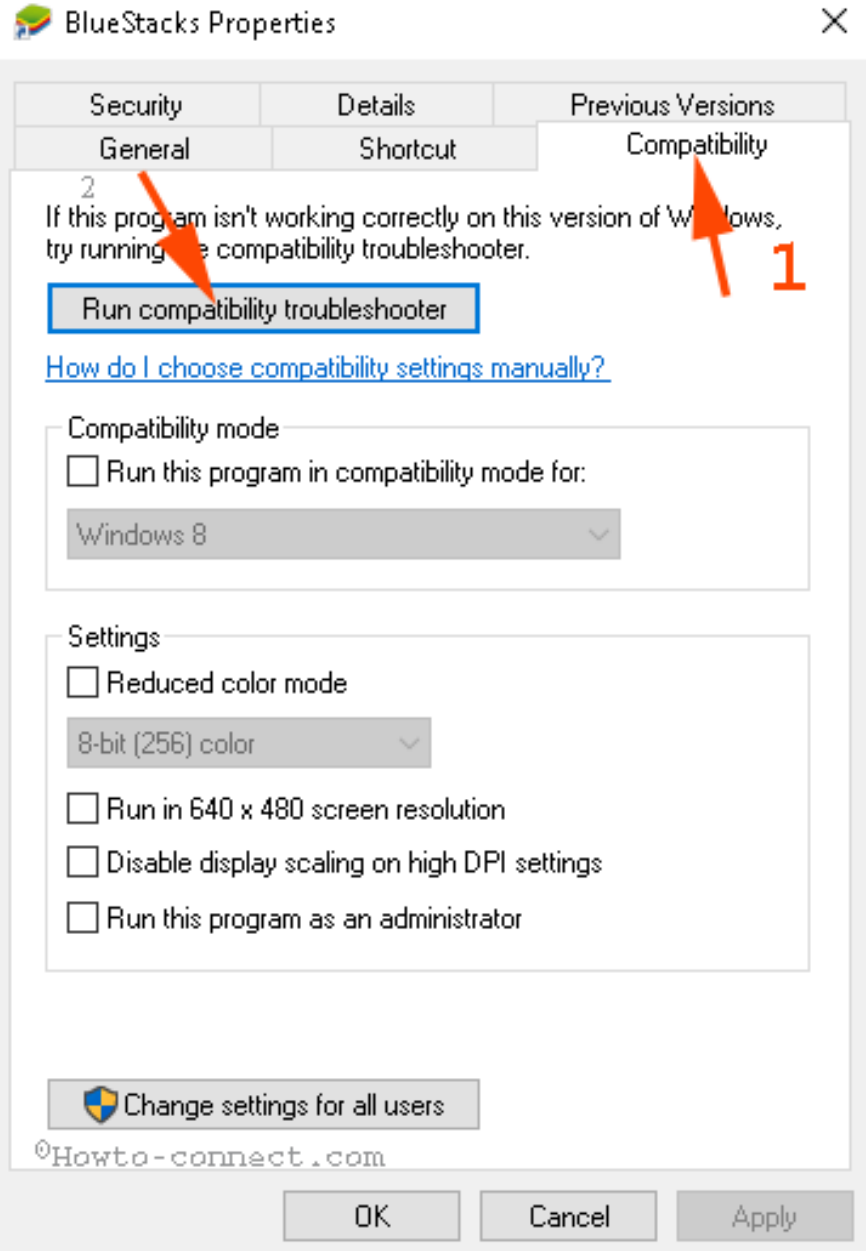 BlueStacks Properties
Security Details Previous Versions
General Shortcut Compatibility
2
If this program isn't working correctly on this version of Windows,
try running the compatibility troubleshooter.
1
Run compatibility troubleshooter
How do I choose compatibility settings manually?
Compatibility mode
Run this program in compatibility mode for:
Windows 8
Settings
Reduced color mode
8-bit (256) color
Run in 640 x 480 screen resolution
Disable display scaling on high DPI settings
Run this program as an administrator
Change settings for all users
©Howto-connect.com
OK Cancel Apply